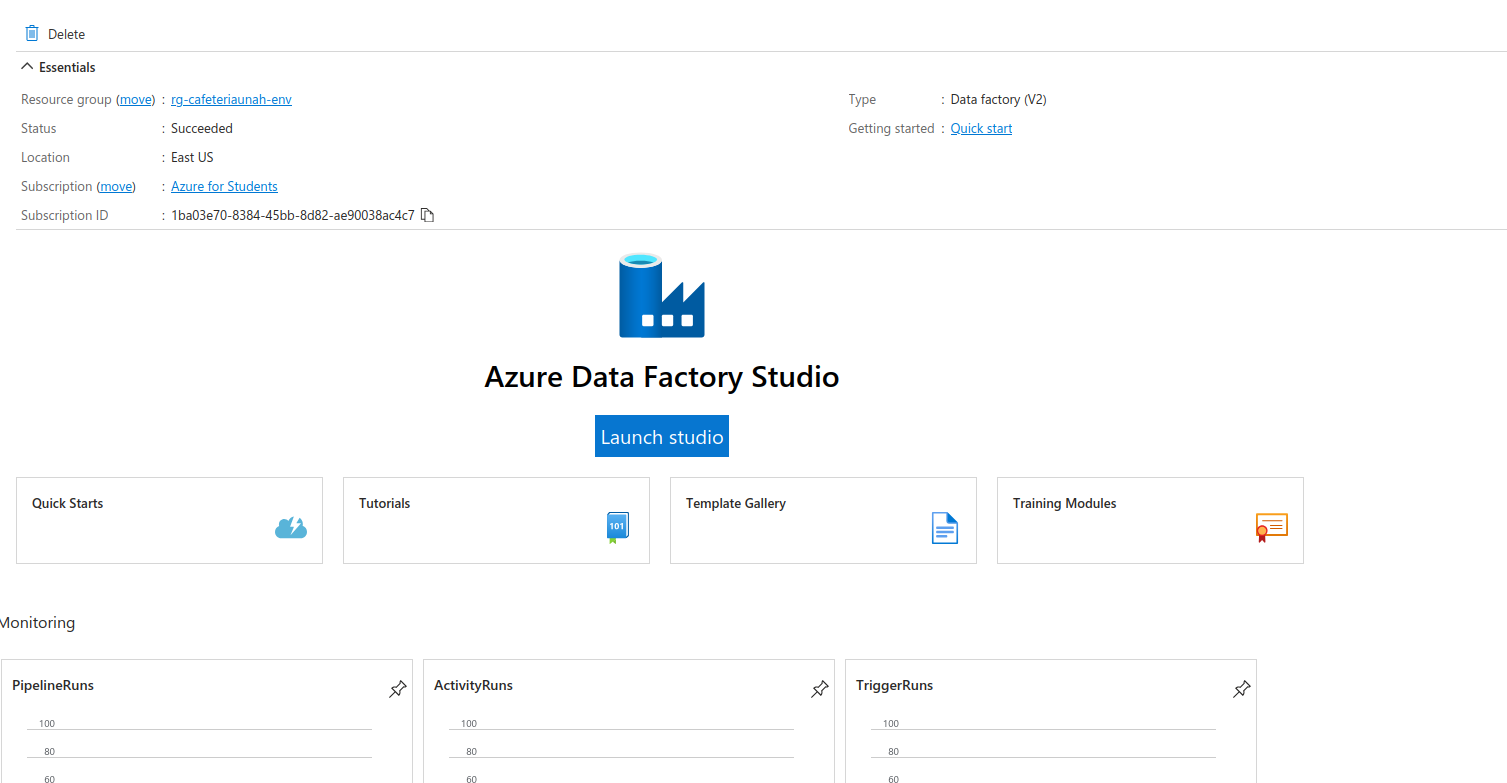 Delete
Essentials
Resource group (move) : rg-cafeteriaunah-env
Type : Data factory (V2)
Status : Succeeded
Getting started : Quick start
Location : East US
Subscription (move) : Azure for Students
Subscription ID : 1ba03e70-8384-45bb-8d82-ae90038ac4c7
Azure Data Factory Studio
Launch studio
Quick Starts
Tutorials
101
Template Gallery
Training Modules
Monitoring
PipelineRuns
ActivityRuns
TriggerRuns
100
100
100
80
80
80
60
60
60